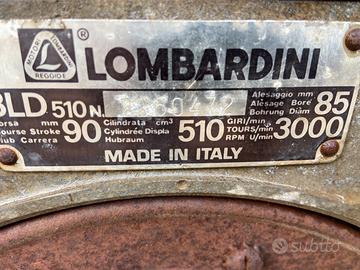 MOTORI LOMBARDINI
REGGIO E
® LOMBARDINI
3LD 510 N
Alesaggio mm
Alésage Bore 85
Bohrung Diam
Corsa mm
Course Stroke 90
Hub Carrera
Cilindrata cm³
Cylindrée Displa 510
Hubraum
GIRI/min
TOURS/min 3000
RPM U/min
MADE IN ITALY
subito